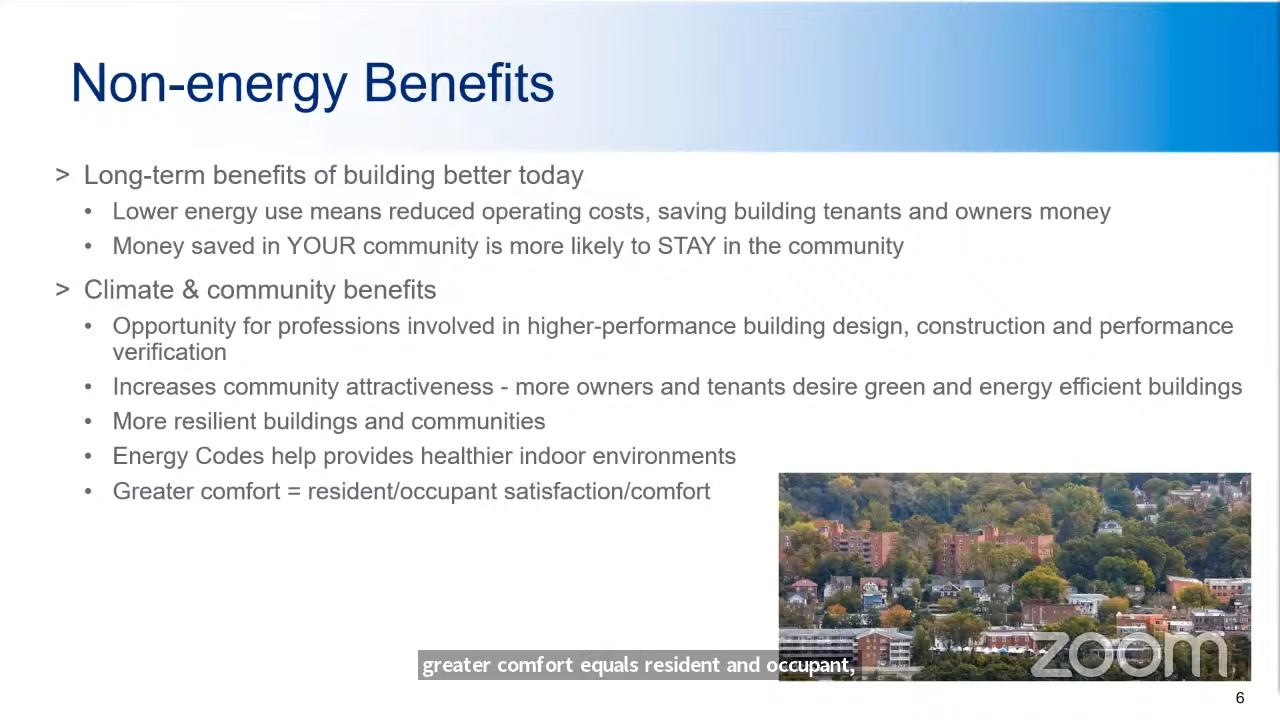 Non-energy Benefits
> Long-term benefits of building better today
• Lower energy use means reduced operating costs, saving building tenants and owners money
• Money saved in YOUR community is more likely to STAY in the community
> Climate & community benefits
• Opportunity for professions involved in higher-performance building design, construction and performance
verification
• Increases community attractiveness - more owners and tenants desire green and energy efficient buildings
• More resilient buildings and communities
• Energy Codes help provides healthier indoor environments
• Greater comfort = resident/occupant satisfaction/comfort
zoom
greater comfort equals resident and occupant,
6